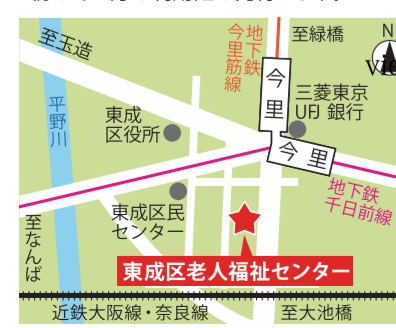 至玉造
地下鉄
今里筋線
至緑橋
N
今里
vie
三菱東京
UFJ 銀行
平野川
東成
区役所
今里
地下鉄
千日前線
東成区民
センター
至なんば
東成区老人福祉センター
近鉄大阪線・奈良線
至大池橋